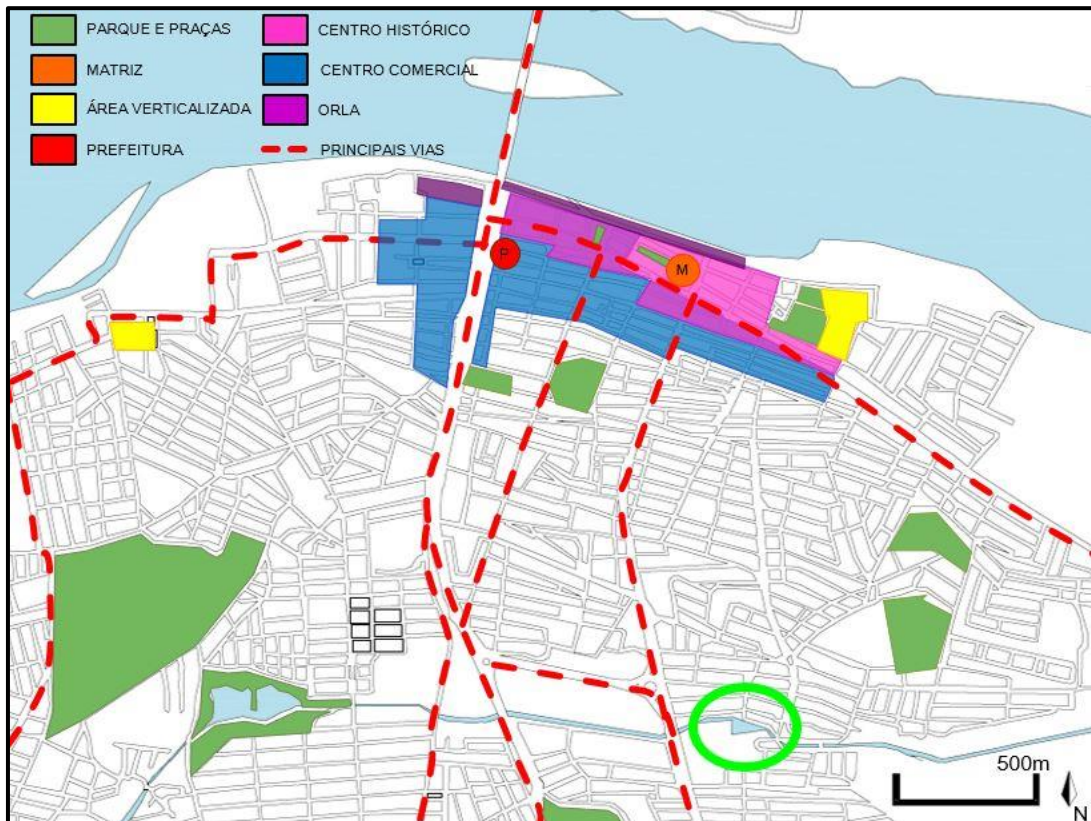 PARQUE E PRAÇAS
MATRIZ
ÁREA VERTICALIZADA
PREFEITURA
CENTRO HISTÓRICO
CENTRO COMERCIAL
ORLA
PRINCIPAIS VIAS
P
M
500m
N